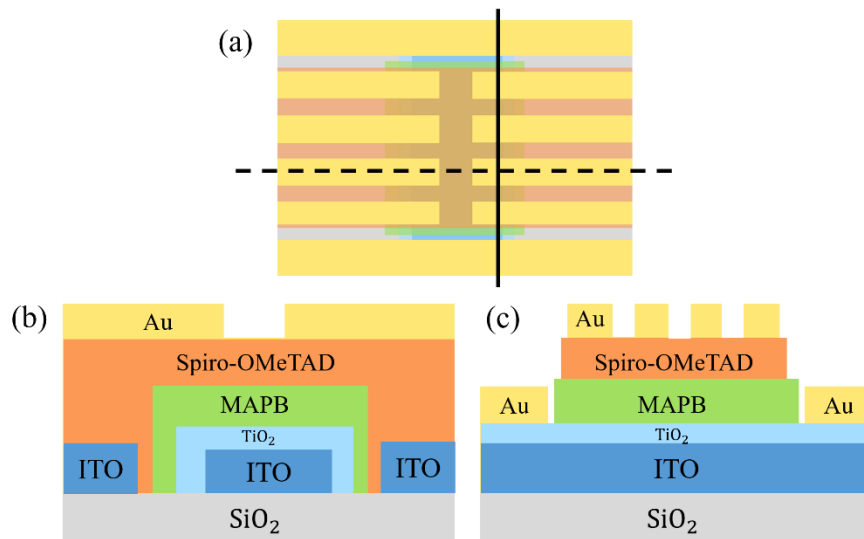 (a)
(b)
Au
Spiro-OMeTAD
MAPB
TiO₂
ITO
ITO
ITO
SiO₂
(c)
Au
Spiro-OMeTAD
Au
MAPB
Au
TiO₂
ITO
SiO₂